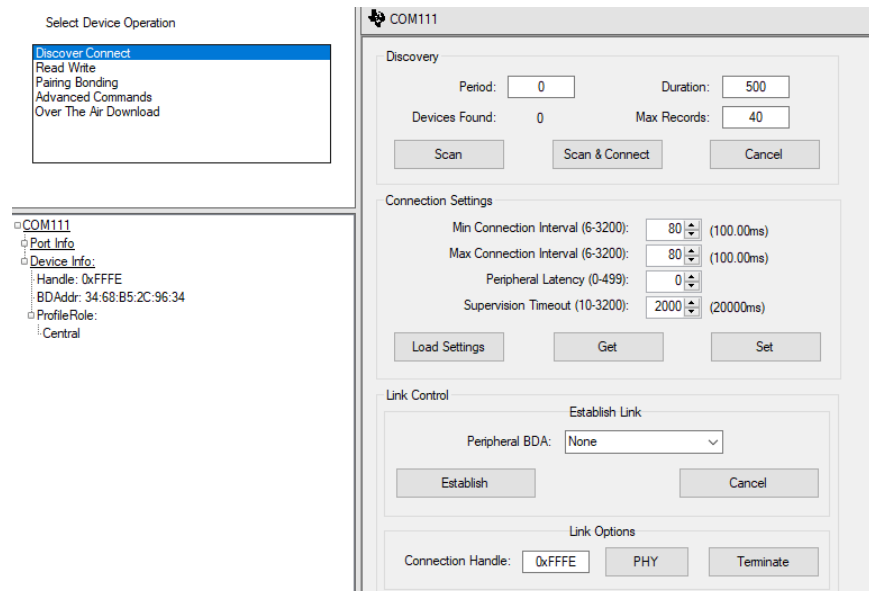 Select Device Operation
Discover Connect
Read Write
Pairing Bonding
Advanced Commands
Over The Air Download
COM111
Port Info
Device Info:
Handle: 0xFFFE
BDAddr: 34:68:B5:2C:96:34
ProfileRole:
Central
COM111
Discovery
Period: 0 Duration: 500
Devices Found: 0 Max Records: 40
Scan Scan & Connect Cancel
Connection Settings
Min Connection Interval (6-3200): 80 (100.00ms)
Max Connection Interval (6-3200): 80 (100.00ms)
Peripheral Latency (0-499): 0
Supervision Timeout (10-3200): 2000 (20000ms)
Load Settings Get Set
Link Control
Establish Link
Peripheral BDA: None
Establish Cancel
Link Options
Connection Handle: 0xFFFE PHY Terminate